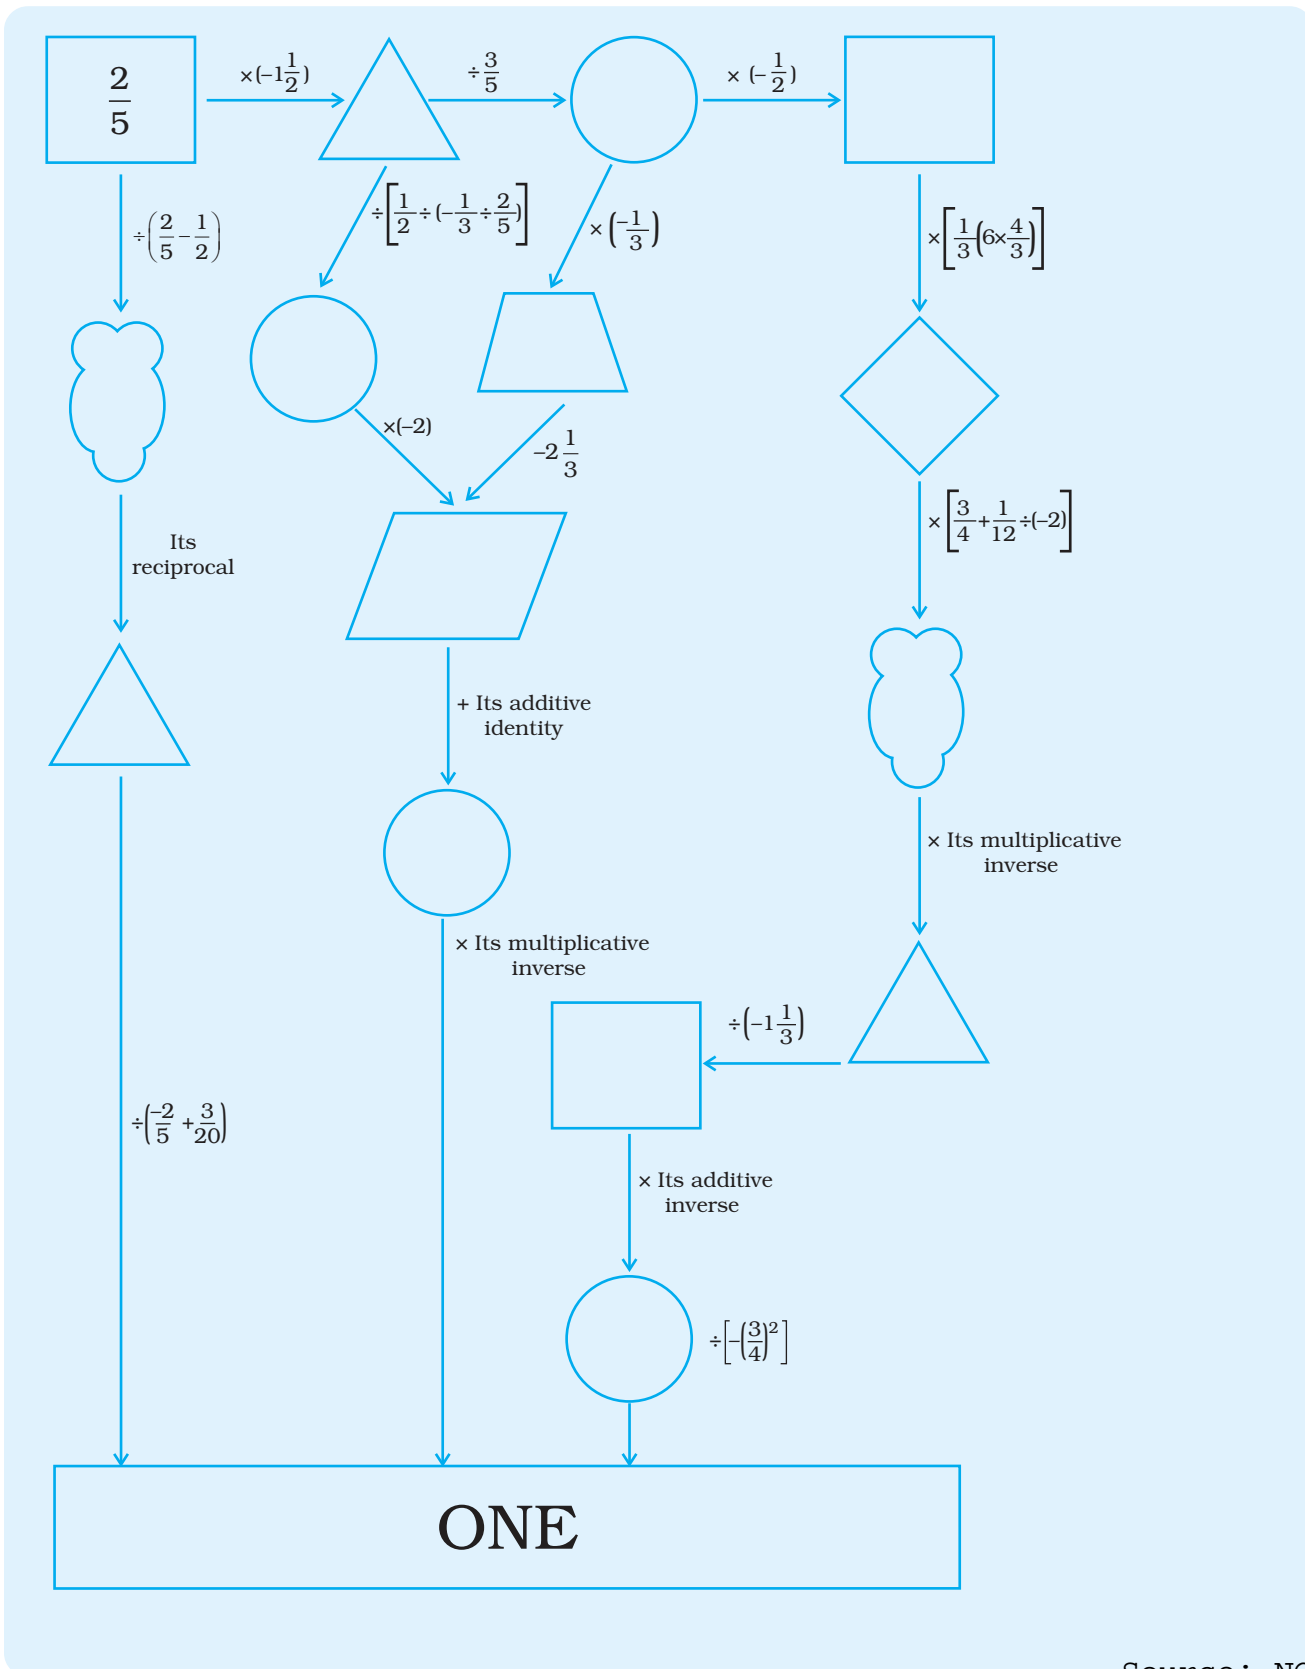 2/5
×(–1 1/2)
÷ 3/5
× (– 1/2)
÷(2/5 – 1/2)
÷[1/2 ÷ (–1/3 ÷ 2/5)]
× (–1/3)
×[1/3(6×4/3)]
×(–2)
–2 1/3
×[3/4 + 1/12 ÷(–2)]
Its
reciprocal
+ Its additive
identity
× Its multiplicative
inverse
× Its multiplicative
inverse
÷(–1 1/3)
÷(–2/5 + 3/20)
× Its additive
inverse
÷[–(3/4)²]
ONE